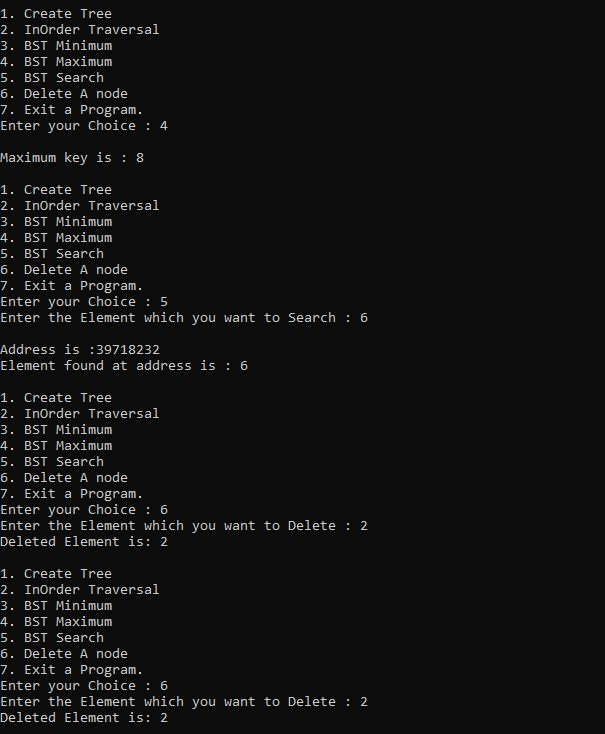 1. Create Tree
2. InOrder Traversal
3. BST Minimum
4. BST Maximum
5. BST Search
6. Delete A node
7. Exit a Program.
Enter your Choice : 4
Maximum key is : 8
1. Create Tree
2. InOrder Traversal
3. BST Minimum
4. BST Maximum
5. BST Search
6. Delete A node
7. Exit a Program.
Enter your Choice : 5
Enter the Element which you want to Search : 6
Address is :39718232
Element found at address is : 6
1. Create Tree
2. InOrder Traversal
3. BST Minimum
4. BST Maximum
5. BST Search
6. Delete A node
7. Exit a Program.
Enter your Choice : 6
Enter the Element which you want to Delete : 2
Deleted Element is: 2
1. Create Tree
2. InOrder Traversal
3. BST Minimum
4. BST Maximum
5. BST Search
6. Delete A node
7. Exit a Program.
Enter your Choice : 6
Enter the Element which you want to Delete : 2
Deleted Element is: 2